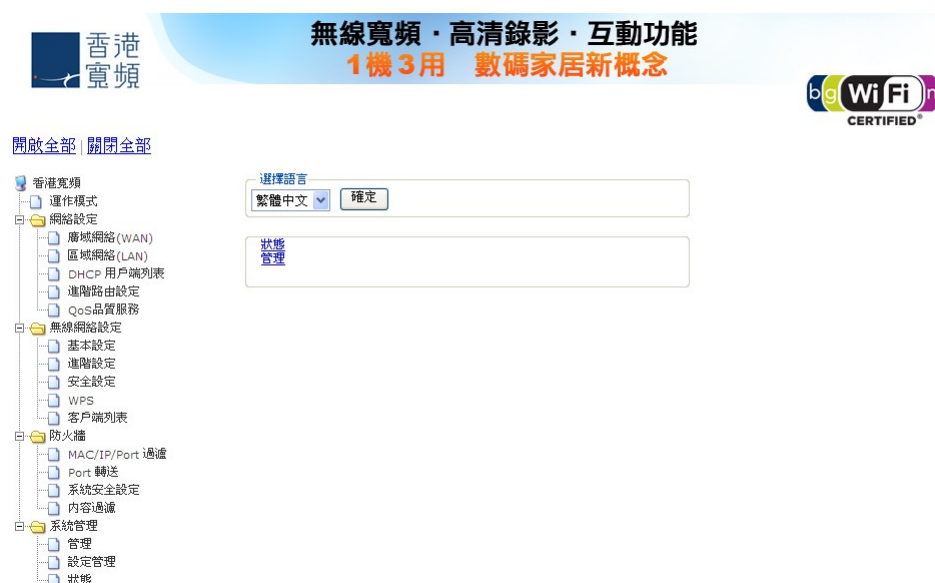 香港
寬頻
無線寬頻・高清錄影・互動功能
1機3用 數碼家居新概念
bg Wi Fi n
CERTIFIED®
開啟全部 | 關閉全部
香港寬頻
運作模式
網絡設定
廣域網絡(WAN)
區域網絡(LAN)
DHCP 用戶端列表
進階路由設定
QoS品質服務
無線網絡設定
基本設定
進階設定
安全設定
WPS
客戶端列表
防火牆
MAC/IP/Port 過濾
Port 轉送
系統安全設定
內容過濾
系統管理
管理
設定管理
狀態
選擇語言
繁體中文
確定
狀態
管理